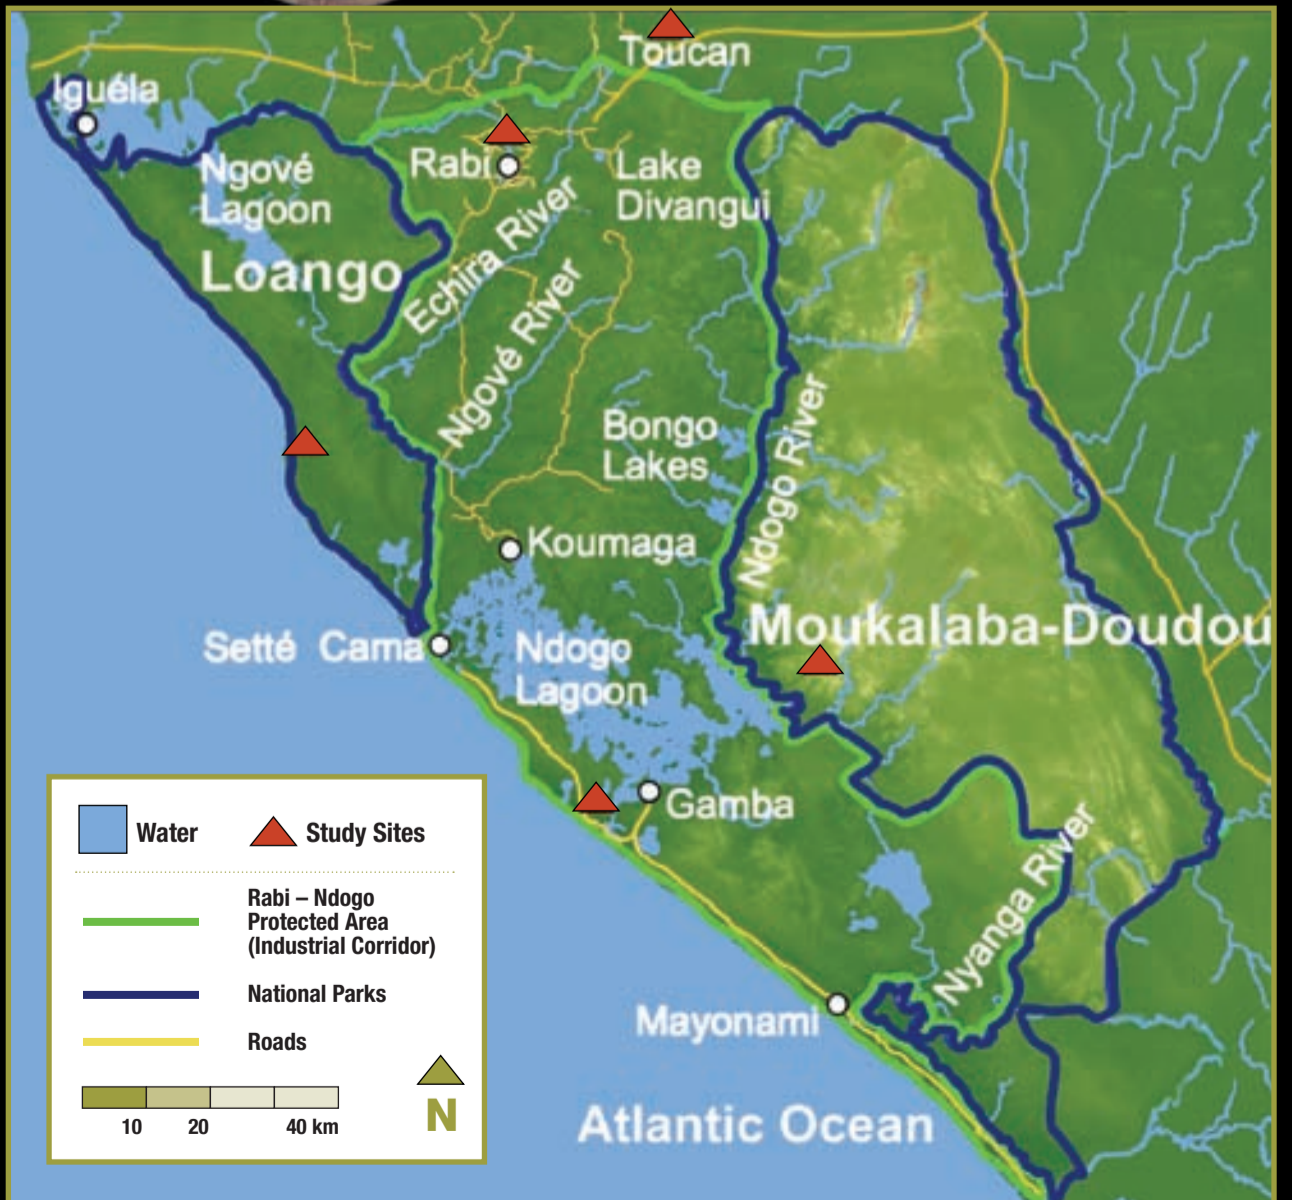 Toucan
Iguéla
Rabi
Lake
Divangui
Ngové
Lagoon
Loango
Echira River
Ngové River
Bongo
Lakes
Ndogo River
Koumaga
Moukalaba-Doudou
Setté Cama
Ndogo
Lagoon
Gamba
Nyanga River
Mayonami
Atlantic Ocean
Water
Study Sites
Rabi – Ndogo
Protected Area
(Industrial Corridor)
National Parks
Roads
10 20 40 km
N